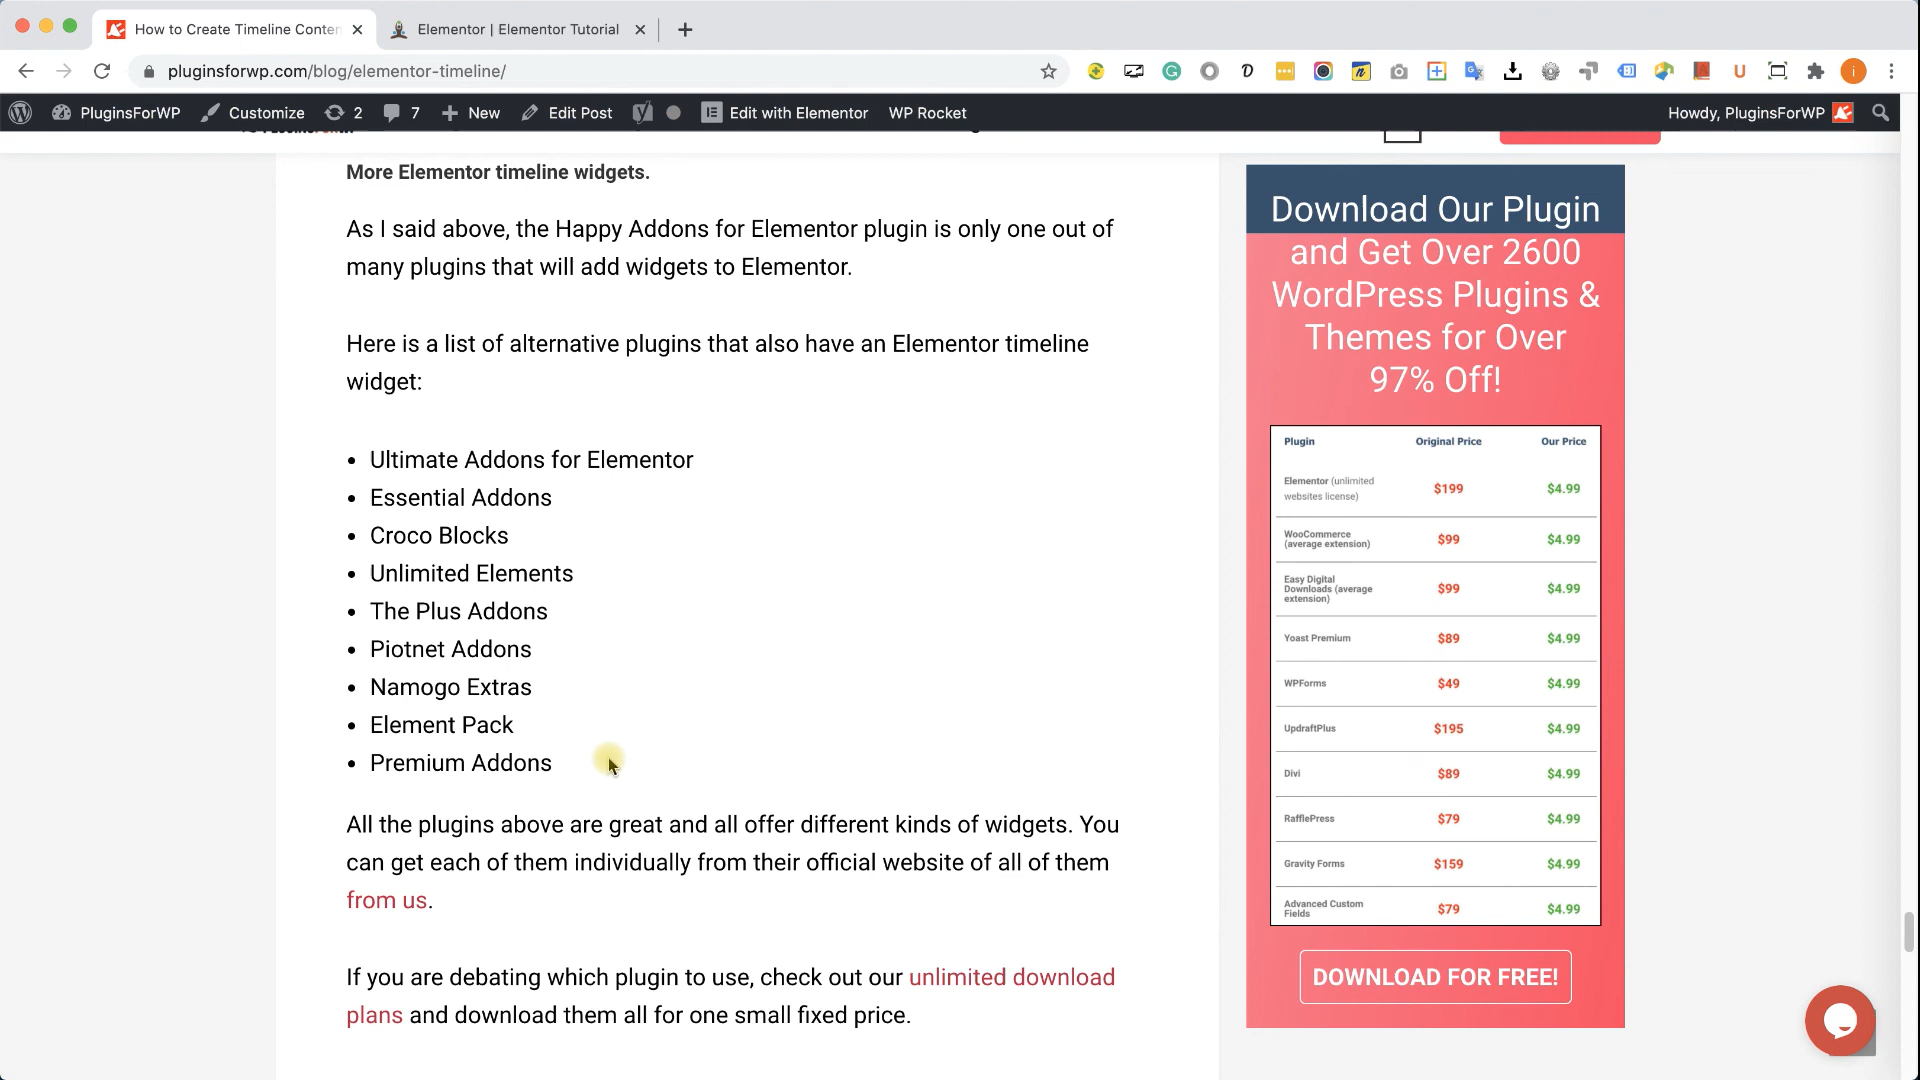 How to Create Timeline Conten
Elementor | Elementor Tutorial
pluginsforwp.com/blog/elementor-timeline/
PluginsForWP
Customize
2
7
New
Edit Post
Edit with Elementor
WP Rocket
Howdy, PluginsForWP
More Elementor timeline widgets.
As I said above, the Happy Addons for Elementor plugin is only one out of
many plugins that will add widgets to Elementor.
Here is a list of alternative plugins that also have an Elementor timeline
widget:
• Ultimate Addons for Elementor
• Essential Addons
• Croco Blocks
• Unlimited Elements
• The Plus Addons
• Piotnet Addons
• Namogo Extras
• Element Pack
• Premium Addons
All the plugins above are great and all offer different kinds of widgets. You
can get each of them individually from their official website of all of them
from us.
If you are debating which plugin to use, check out our unlimited download
plans and download them all for one small fixed price.
Download Our Plugin
and Get Over 2600
WordPress Plugins &
Themes for Over
97% Off!
Plugin Original Price Our Price
Elementor (unlimited
websites license) $199 $4.99
WooCommerce
(average extension) $99 $4.99
Easy Digital
Downloads (average
extension) $99 $4.99
Yoast Premium $89 $4.99
WPForms $49 $4.99
UpdraftPlus $195 $4.99
Divi $89 $4.99
RafflePress $79 $4.99
Gravity Forms $159 $4.99
Advanced Custom
Fields $79 $4.99
DOWNLOAD FOR FREE!